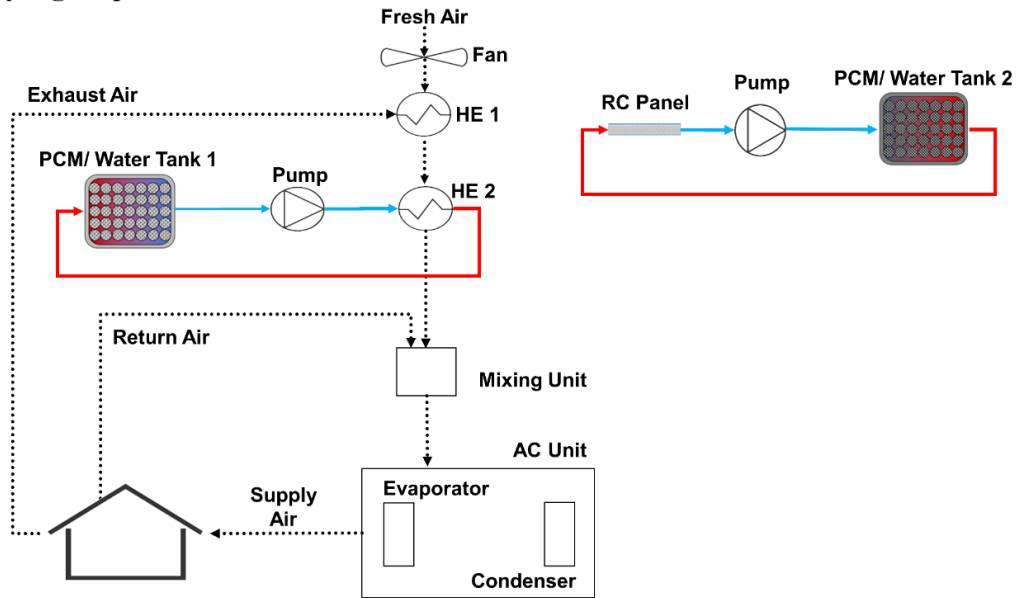 Fresh Air
Fan
Exhaust Air
HE 1
PCM/ Water Tank 1
Pump
HE 2
RC Panel
Pump
PCM/ Water Tank 2
Return Air
Mixing Unit
AC Unit
Supply
Air
Evaporator
Condenser